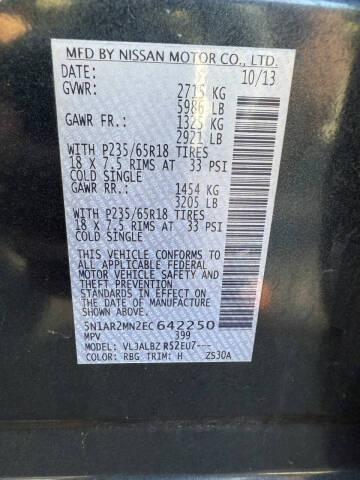 MFD BY NISSAN MOTOR CO., LTD.
DATE: 10/13
GVWR: 2715 KG
5986 LB
GAWR FR.: 1325 KG
2921 LB
WITH P235/65R18 TIRES
18 X 7.5 RIMS AT 33 PSI
COLD SINGLE
GAWR RR.: 1454 KG
3205 LB
WITH P235/65R18 TIRES
18 X 7.5 RIMS AT 33 PSI
COLD SINGLE
THIS VEHICLE CONFORMS TO
ALL APPLICABLE FEDERAL
MOTOR VEHICLE SAFETY AND
THEFT PREVENTION
STANDARDS IN EFFECT ON
THE DATE OF MANUFACTURE
SHOWN ABOVE.
5N1AR2MN2EC642250
MPV 399
MODEL: VL3ALBZ R52EU7---
COLOR: RBG TRIM: H ZS30A